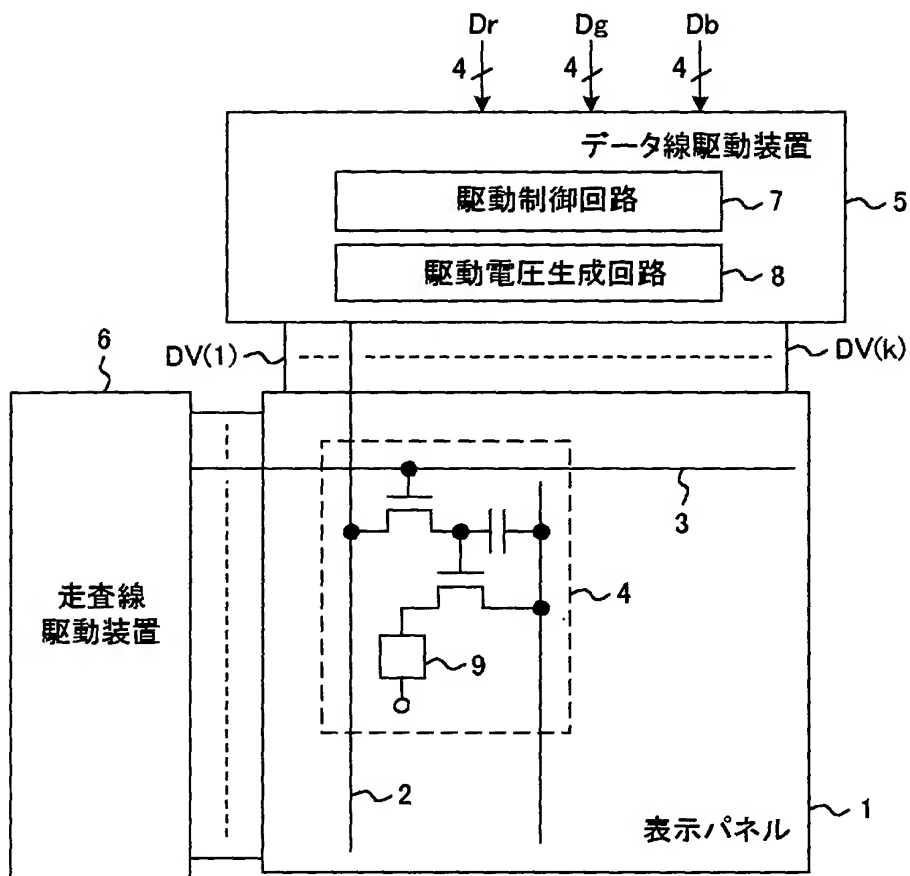 Dr Dg Db
4 4 4
データ線駆動装置
駆動制御回路
7
5
駆動電圧生成回路
8
6
DV(1)
DV(k)
3
走査線
駆動装置
4
9
2
1
表示パネル